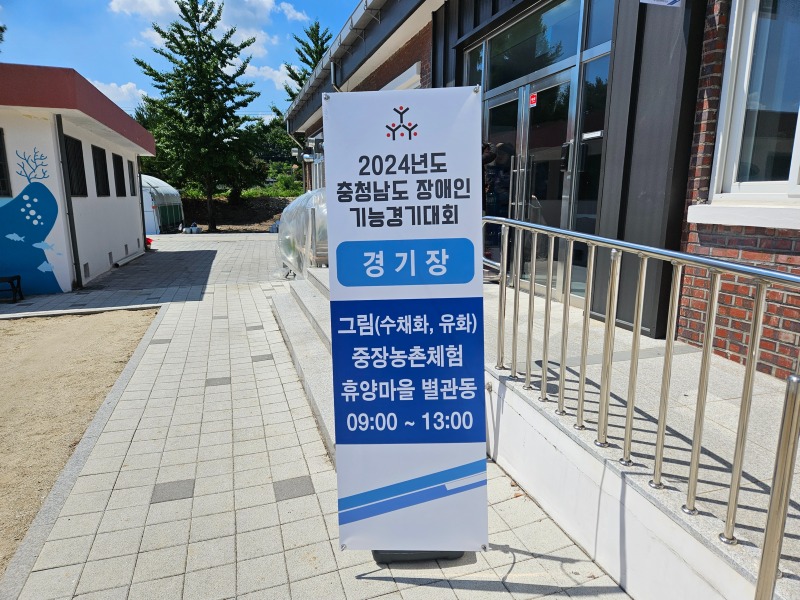 2024년도
충청남도 장애인
기능경기대회
경기장
그림(수채화, 유화)
중장농촌체험
휴양마을 별관동
09:00 ~ 13:00